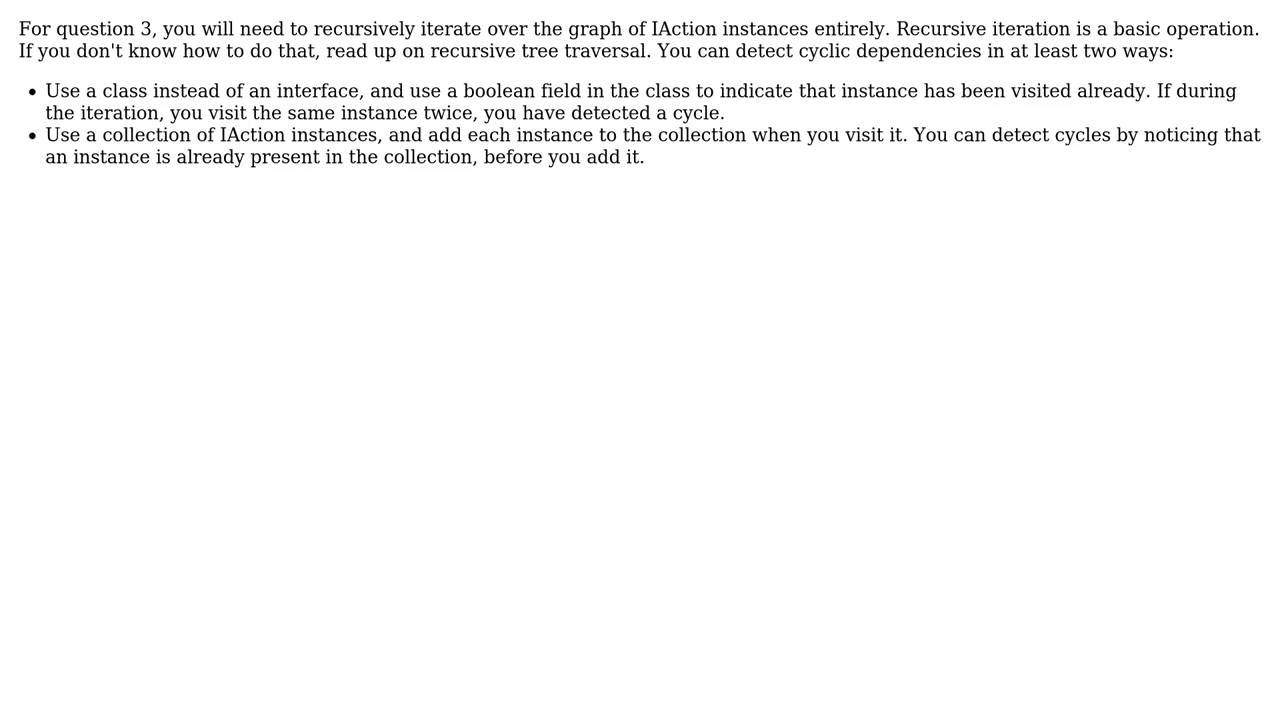 For question 3, you will need to recursively iterate over the graph of IAction instances entirely. Recursive iteration is a basic operation.
If you don't know how to do that, read up on recursive tree traversal. You can detect cyclic dependencies in at least two ways:
• Use a class instead of an interface, and use a boolean field in the class to indicate that instance has been visited already. If during
the iteration, you visit the same instance twice, you have detected a cycle.
• Use a collection of IAction instances, and add each instance to the collection when you visit it. You can detect cycles by noticing that
an instance is already present in the collection, before you add it.